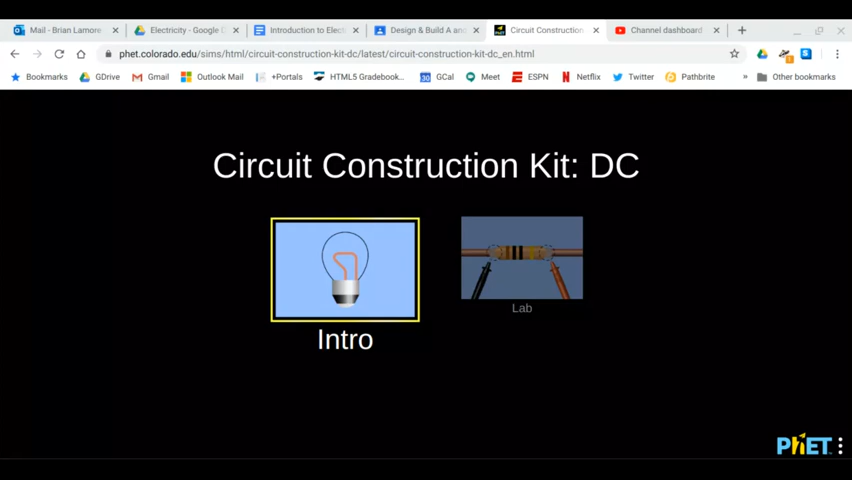 Mail - Brian Lamore
Electricity - Google
Introduction to Elect
Design & Build A an
Circuit Construction
Channel dashboard
phet.colorado.edu/sims/html/circuit-construction-kit-dc/latest/circuit-construction-kit-dc_en.html
Bookmarks GDrive Gmail Outlook Mail +Portals HTML5 Gradebook... GCal Meet ESPN Netflix Twitter Pathbrite » Other bookmarks
Circuit Construction Kit: DC
Intro
Lab
PhET